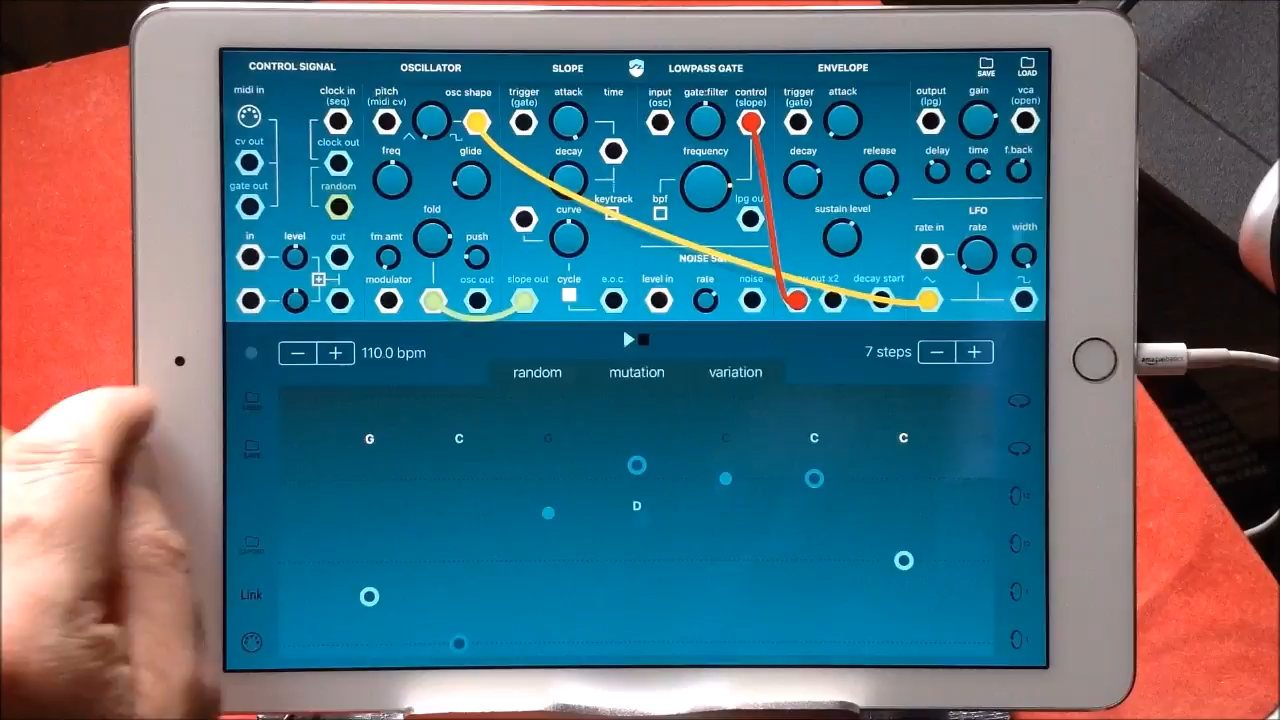 CONTROL SIGNAL OSCILLATOR SLOPE LOWPASS GATE ENVELOPE SAVE LOAD
midi in clock in (seq) pitch (midi cv) osc shape trigger (gate) attack time input (osc) gate:filter control (slope) trigger (gate) attack output (lpg) gain vca (open)
cv out clock out freq glide decay frequency decay release delay time f.back
gate out random keytrack bpf lpg out sustain level LFO
fold curve rate in rate width
in level out fm amt push NOISE
modulator osc out slope out cycle e.o.c. level in rate noise out x2 decay start
− + 110.0 bpm 7 steps − +
random mutation variation
G C G C C C
SAVE
D
Link